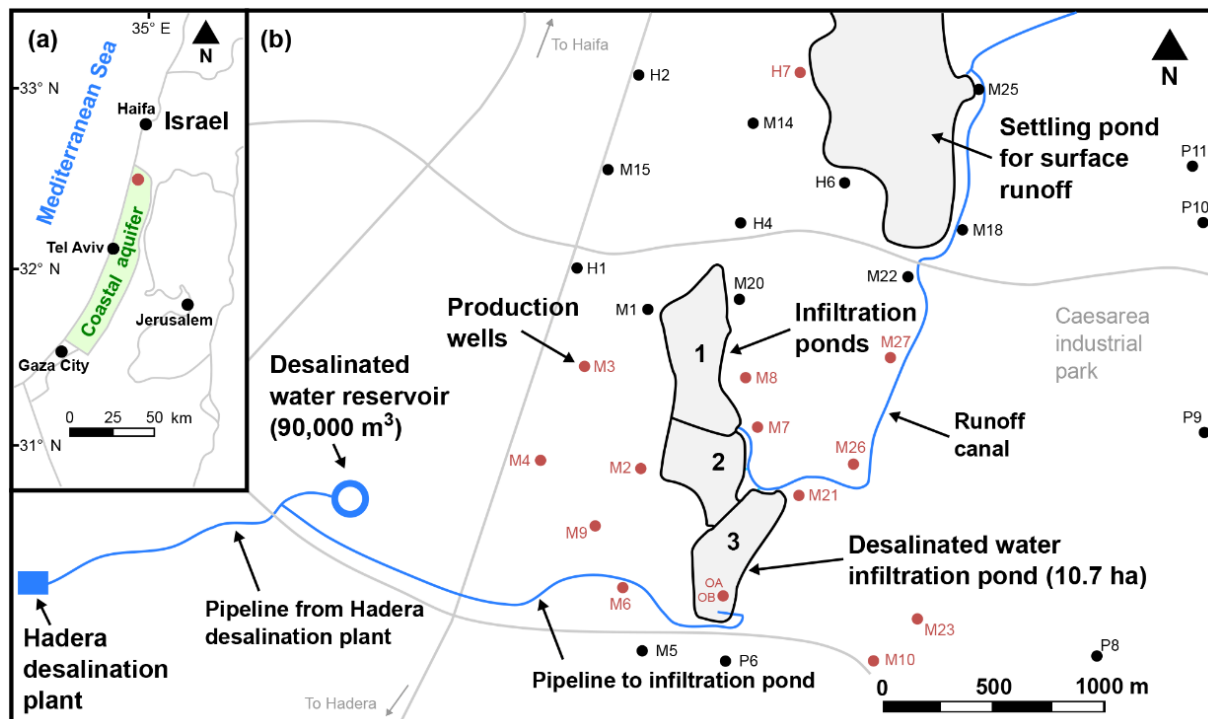 (a)
35° E
N
Mediterranean Sea
33° N
Haifa
Israel
Coastal aquifer
Tel Aviv
32° N
Jerusalem
Gaza City
0 25 50 km
31° N
(b)
To Haifa
N
H2
H7
M25
M14
Settling pond
for surface
runoff
M15
H6
P11
P10
H4
M18
H1
M20
M22
M1
Production
wells
Infiltration
ponds
Caesarea
industrial
park
1
M27
M3
M8
Desalinated
water reservoir
(90,000 m³)
M7
Runoff
canal
P9
M4
M2
2
M26
M21
M9
3
Desalinated water
infiltration pond (10.7 ha)
OA
OB
M6
Pipeline from Hadera
desalination plant
Hadera
desalination
plant
M23
M5
P6
M10
P8
Pipeline to infiltration pond
To Hadera
0 500 1000 m